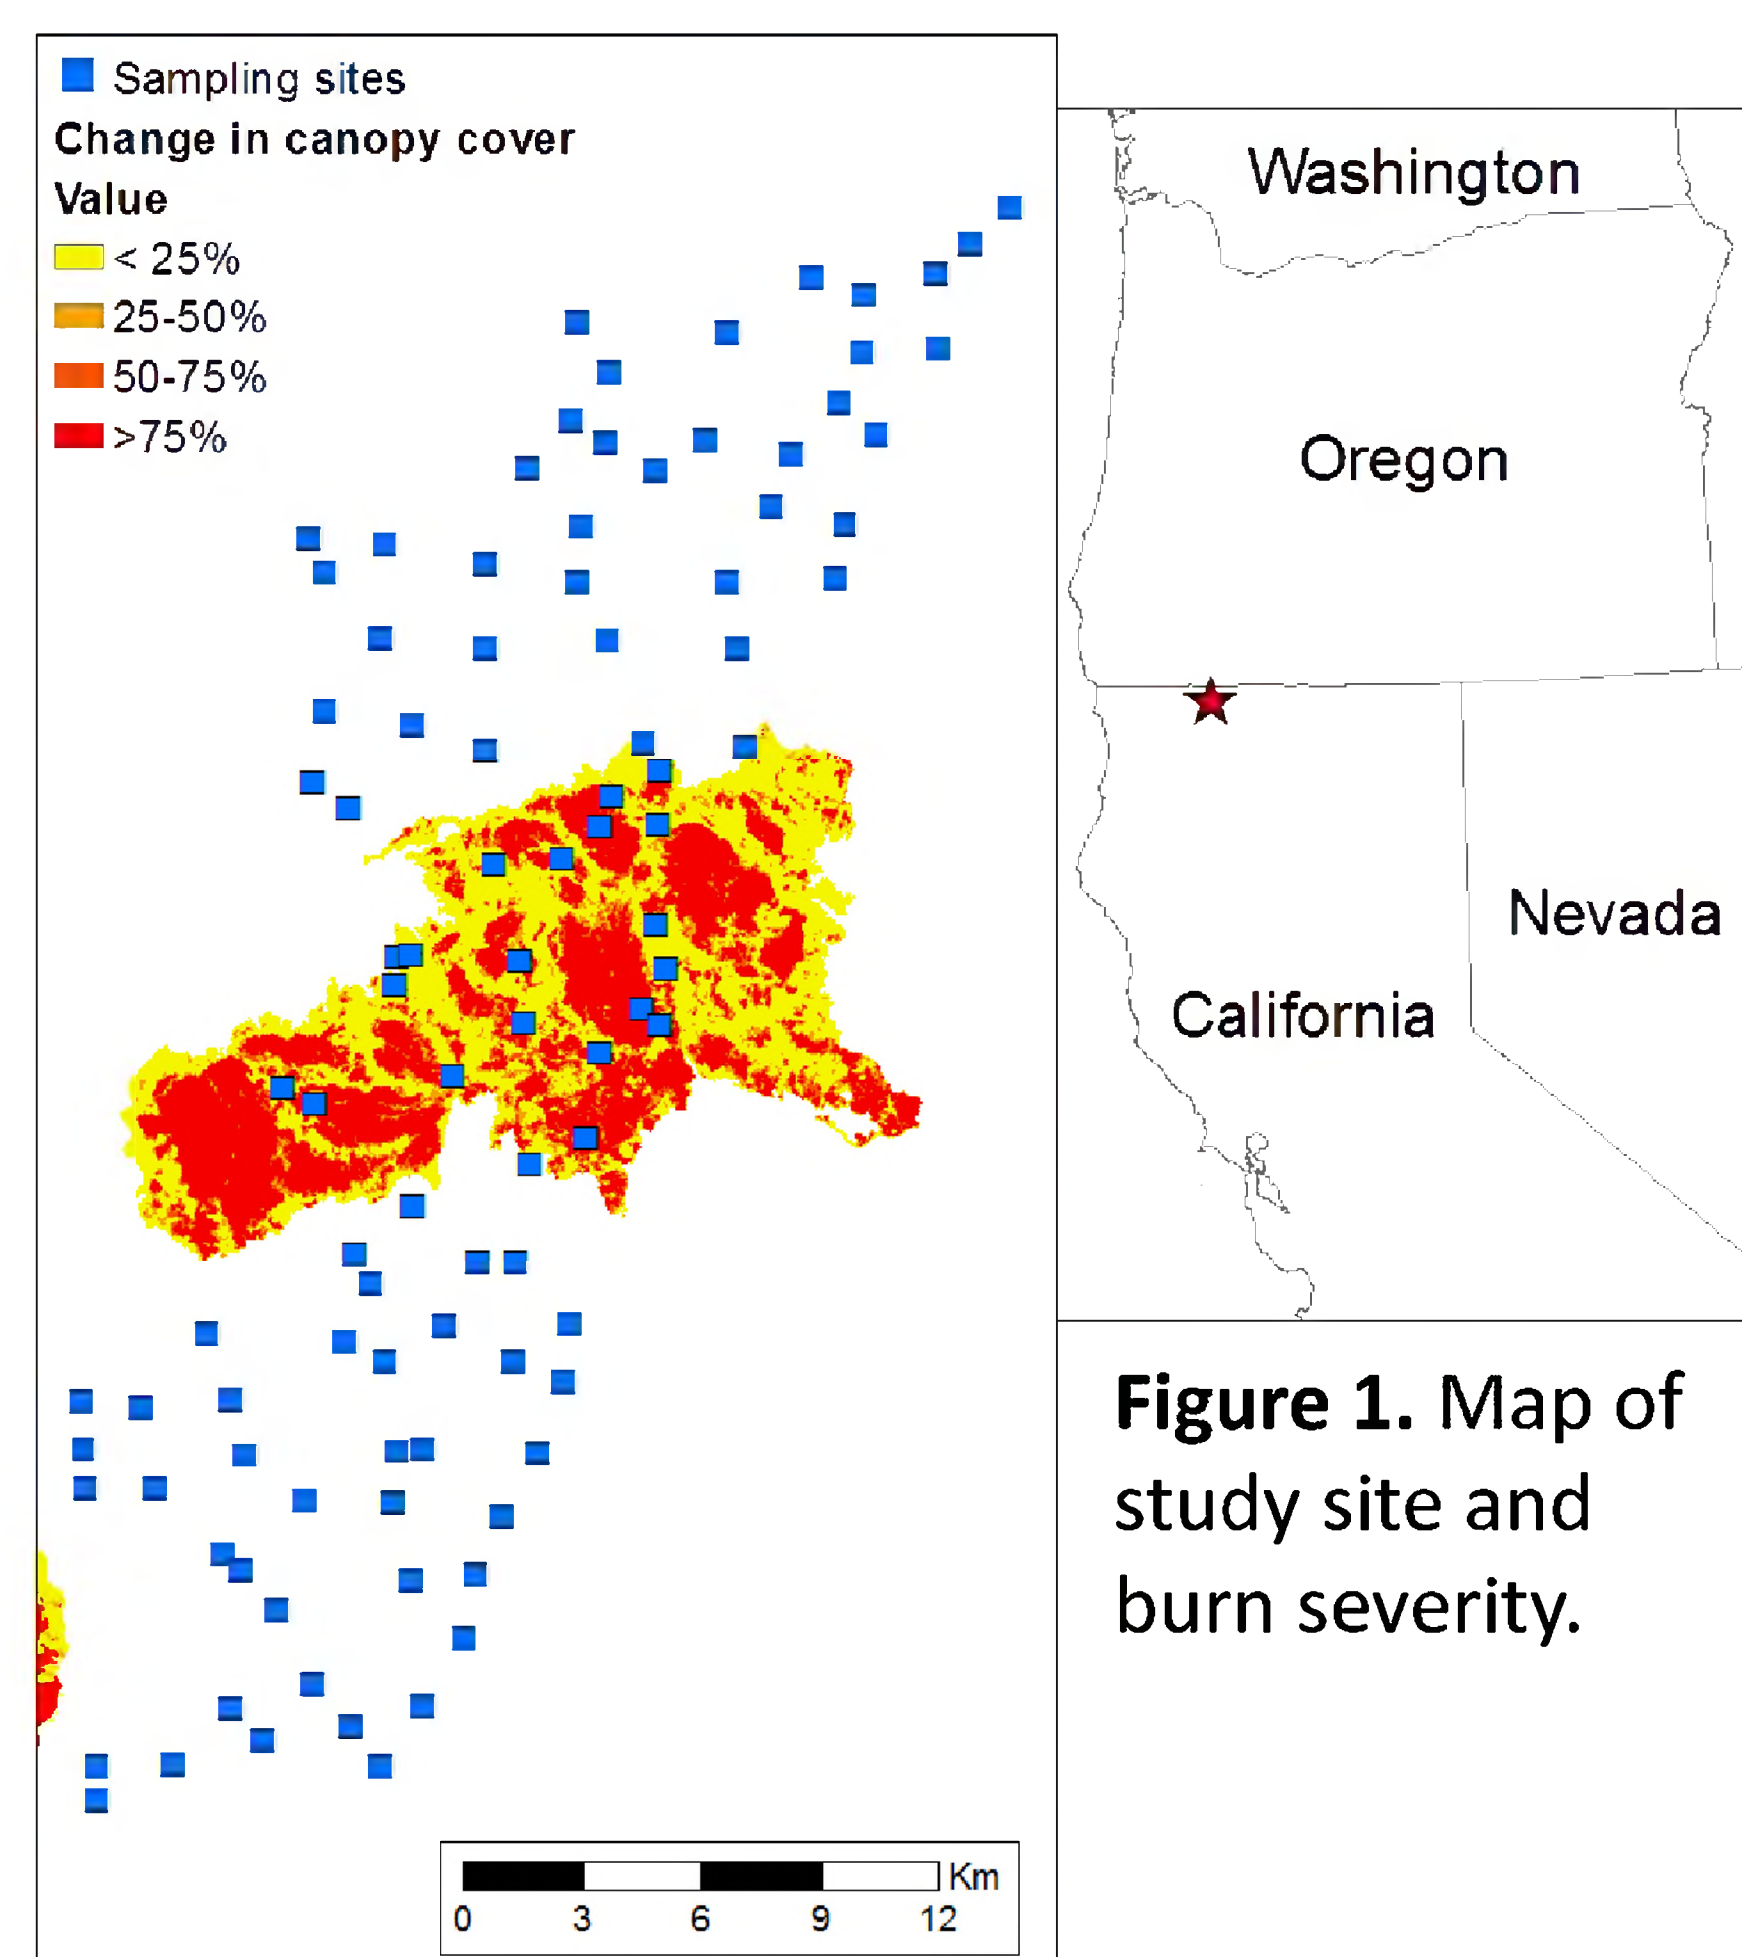 Sampling sites
Change in canopy cover
Value
< 25%
25-50%
50-75%
>75%
Km
0 3 6 9 12
Washington
Oregon
Nevada
California
Figure 1. Map of
study site and
burn severity.